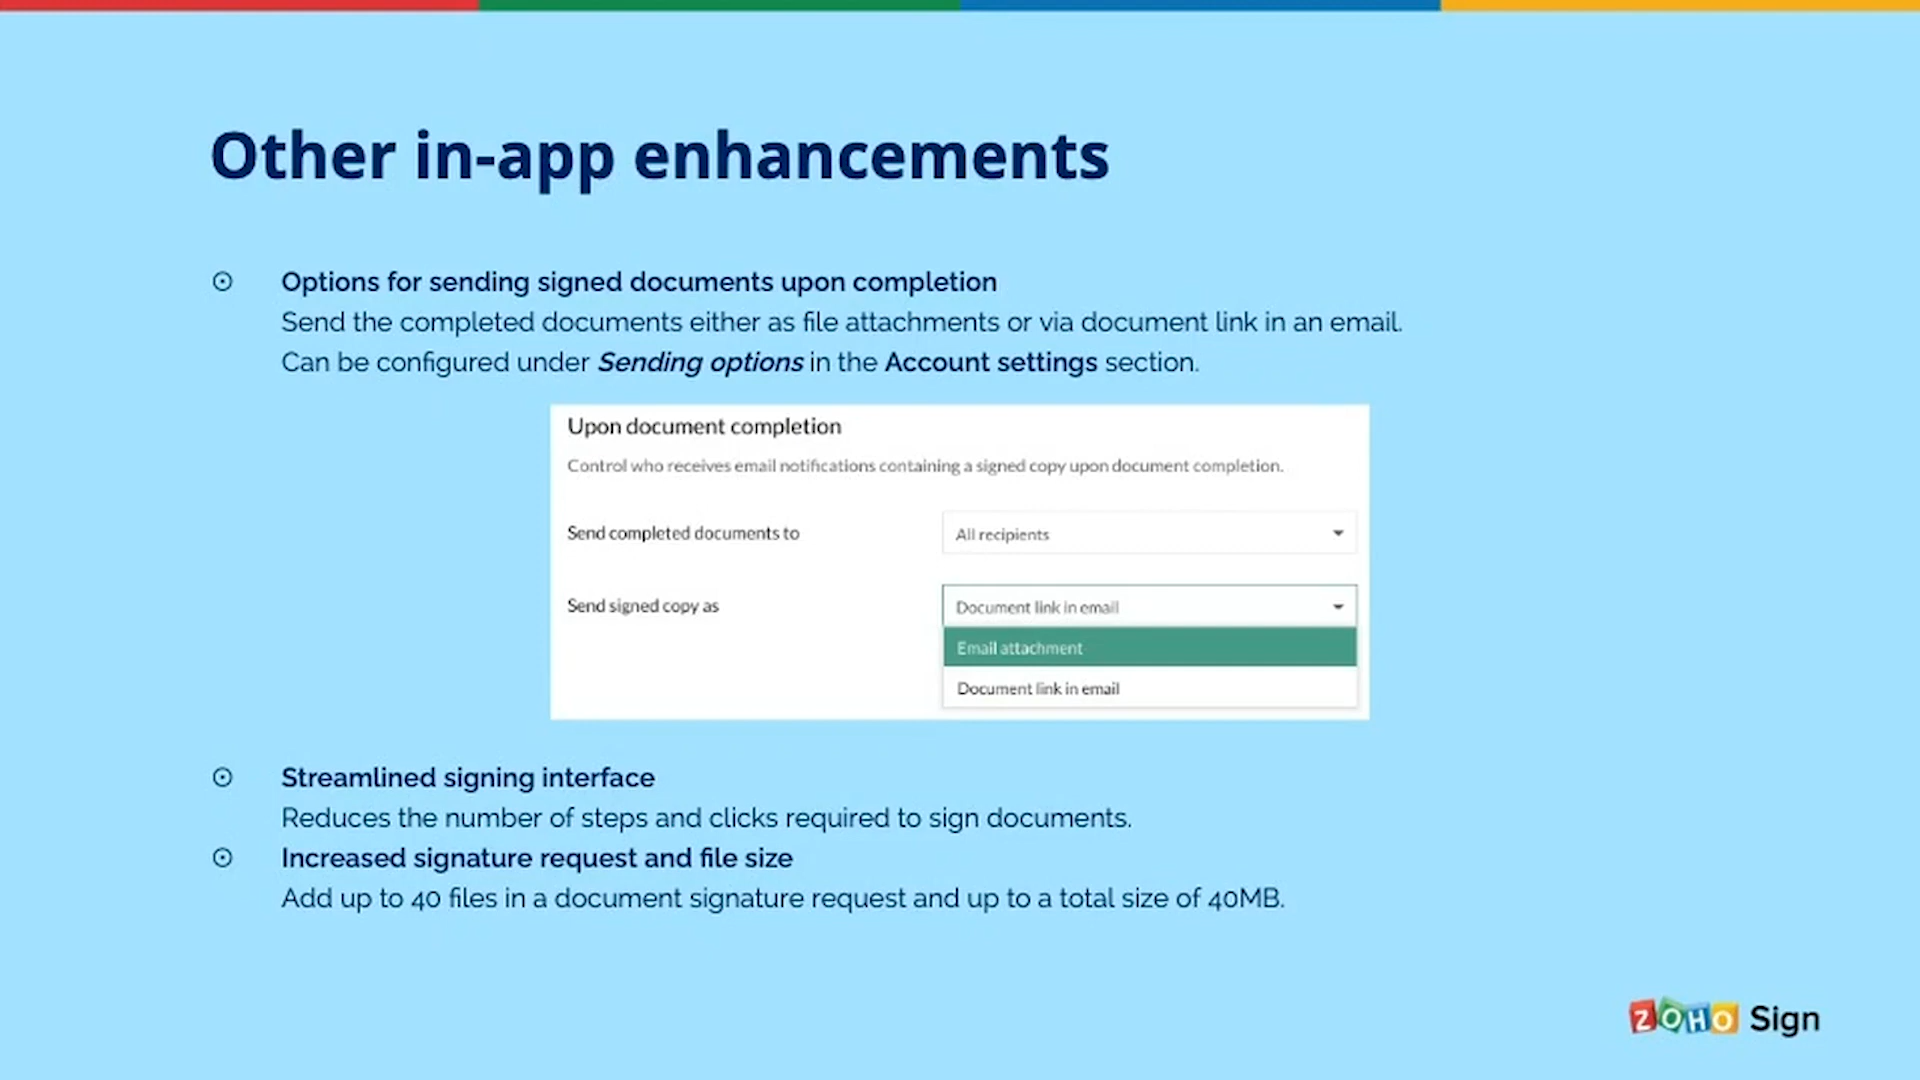 Other in-app enhancements
Options for sending signed documents upon completion
Send the completed documents either as file attachments or via document link in an email.
Can be configured under Sending options in the Account settings section.
Upon document completion
Control who receives email notifications containing a signed copy upon document completion.
Send completed documents to
All recipients
Send signed copy as
Document link in email
Email attachment
Document link in email
Streamlined signing interface
Reduces the number of steps and clicks required to sign documents.
Increased signature request and file size
Add up to 40 files in a document signature request and up to a total size of 40MB.
ZOHO Sign